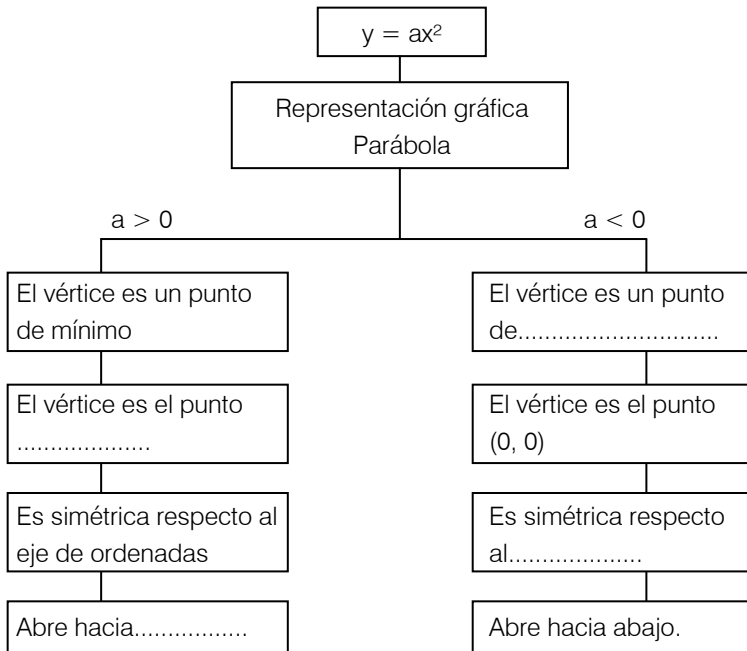 y = ax²
Representación gráfica
Parábola
a > 0
a < 0
El vértice es un punto
de mínimo
El vértice es el punto
....................
Es simétrica respecto al
eje de ordenadas
Abre hacia.................
El vértice es un punto
de..............................
El vértice es el punto
(0, 0)
Es simétrica respecto
al....................
Abre hacia abajo.